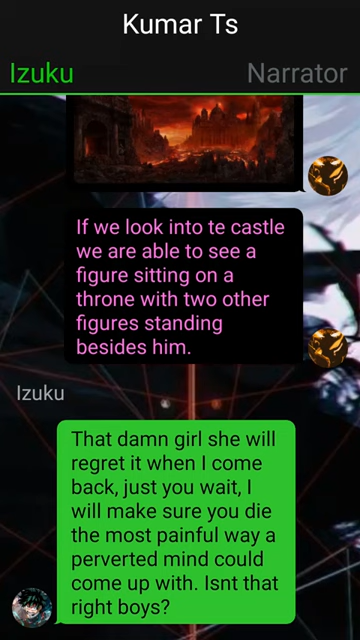 Kumar Ts
Izuku
Narrator
If we look into te castle
we are able to see a
figure sitting on a
throne with two other
figures standing
besides him.
Izuku
That damn girl she will
regret it when I come
back, just you wait, I
will make sure you die
the most painful way a
perverted mind could
come up with. Isnt that
right boys?